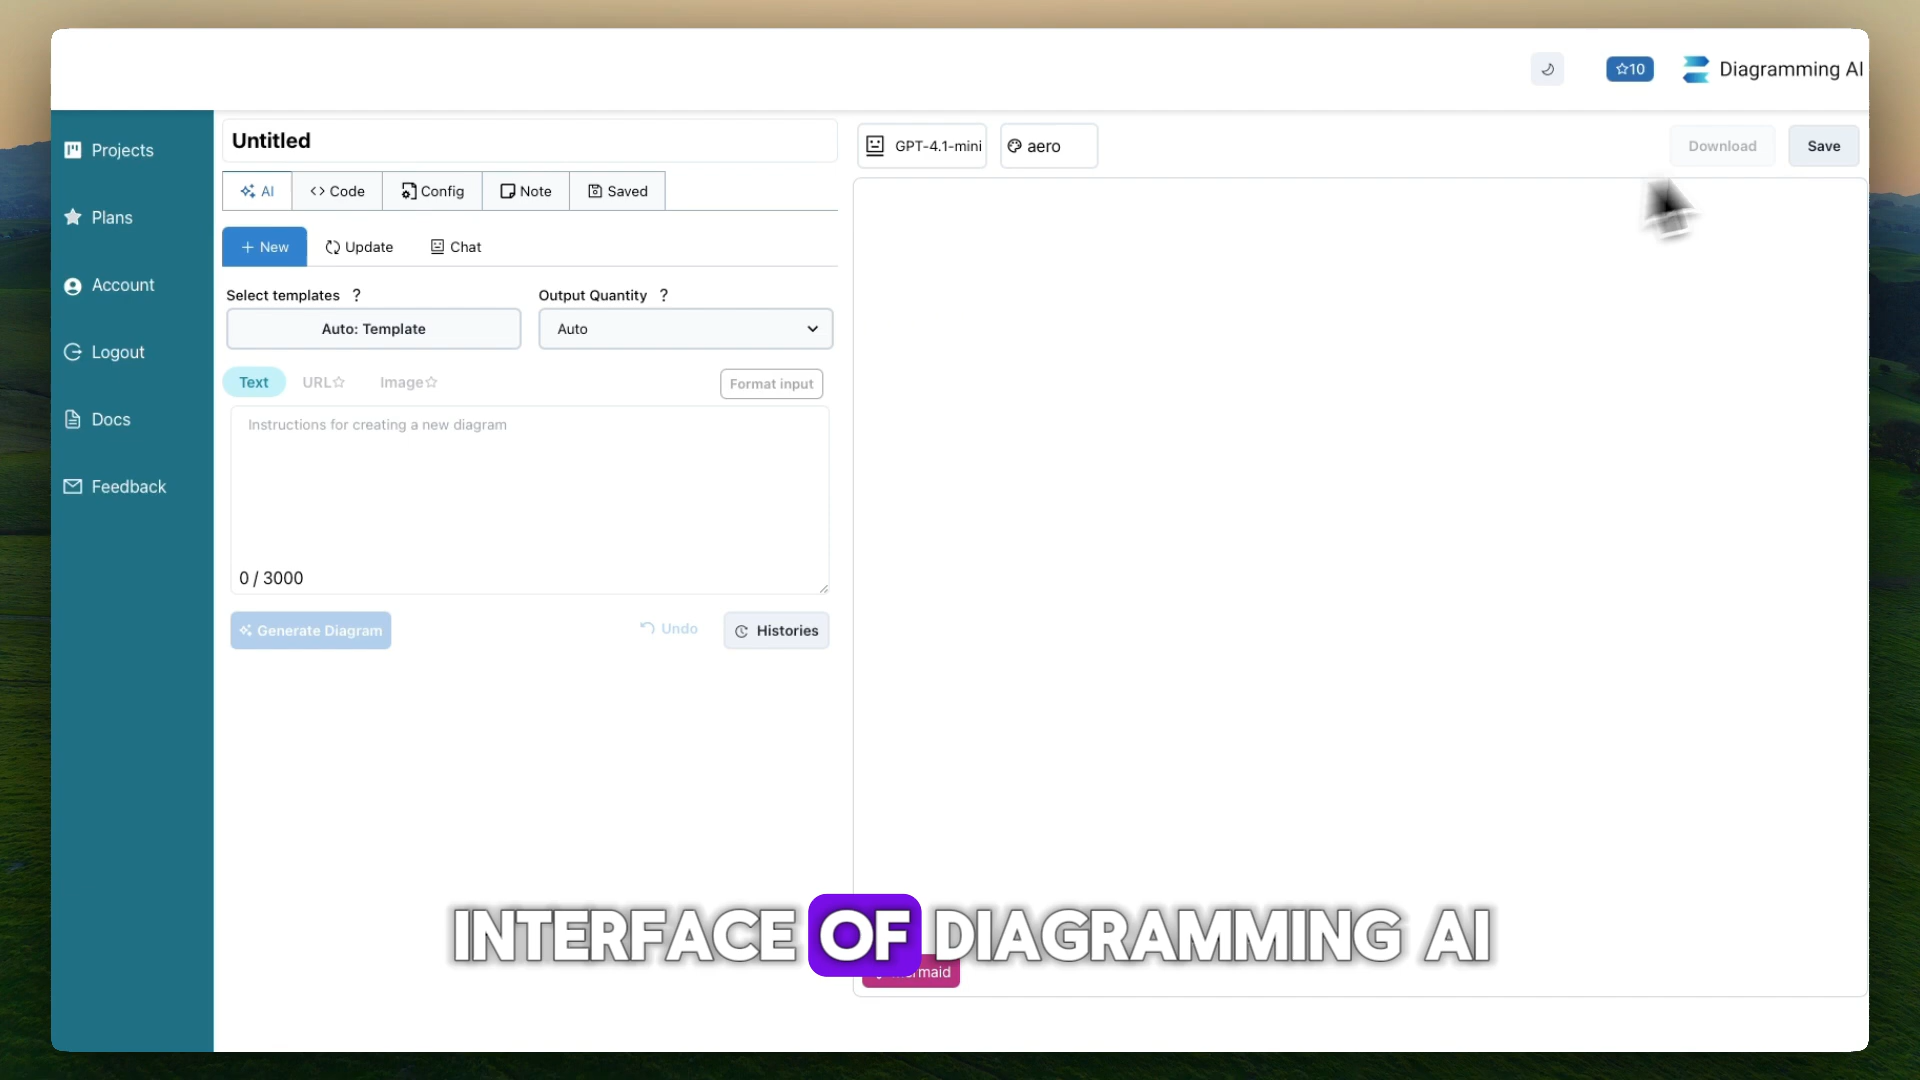 ☆10
Diagramming AI
Projects
Plans
Account
Logout
Docs
Feedback
Untitled
AI
<> Code
Config
Note
Saved
+ New
Update
Chat
Select templates ?
Output Quantity ?
Auto: Template
Auto
Text
URL☆
Image☆
Format input
Instructions for creating a new diagram
0 / 3000
Generate Diagram
Undo
Histories
GPT-4.1-mini
aero
Download
Save
INTERFACE OF DIAGRAMMING AI